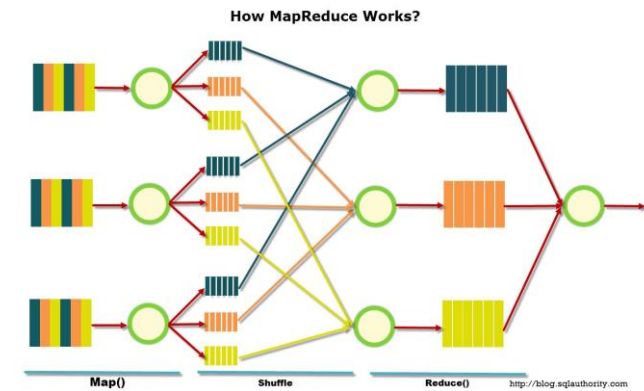 How MapReduce Works?
Map()
Shuffle
Reduce()
http://blog.sqlauthority.com